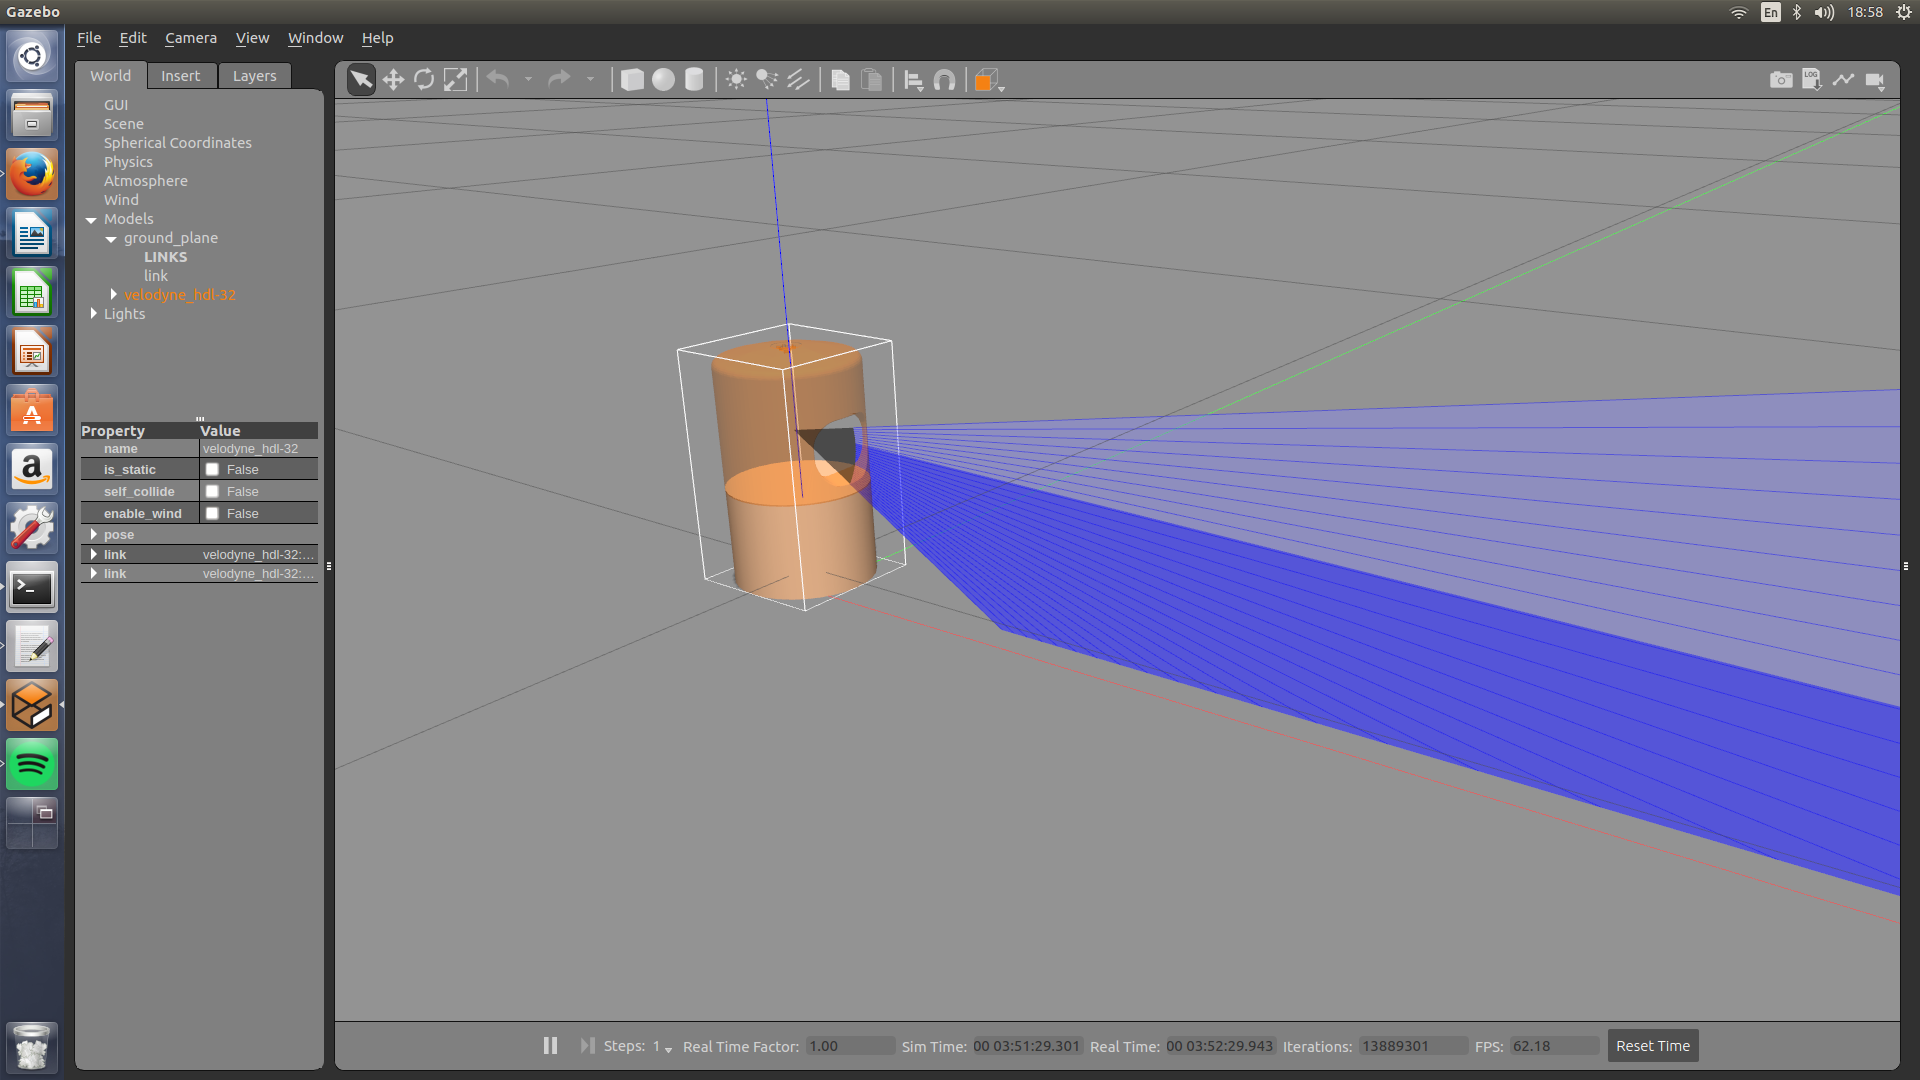 Gazebo
En
18:58
File Edit Camera View Window Help
World Insert Layers
LOG
GUI
Scene
Spherical Coordinates
Physics
Atmosphere
Wind
Models
ground_plane
LINKS
link
velodyne_hdl-32
Lights
Property Value
name velodyne_hdl-32
is_static False
self_collide False
enable_wind False
pose
link velodyne_hdl-32:...
link velodyne_hdl-32:...
Steps: 1 Real Time Factor: 1.00 Sim Time: 00 03:51:29.301 Real Time: 00 03:52:29.943 Iterations: 13889301 FPS: 62.18 Reset Time